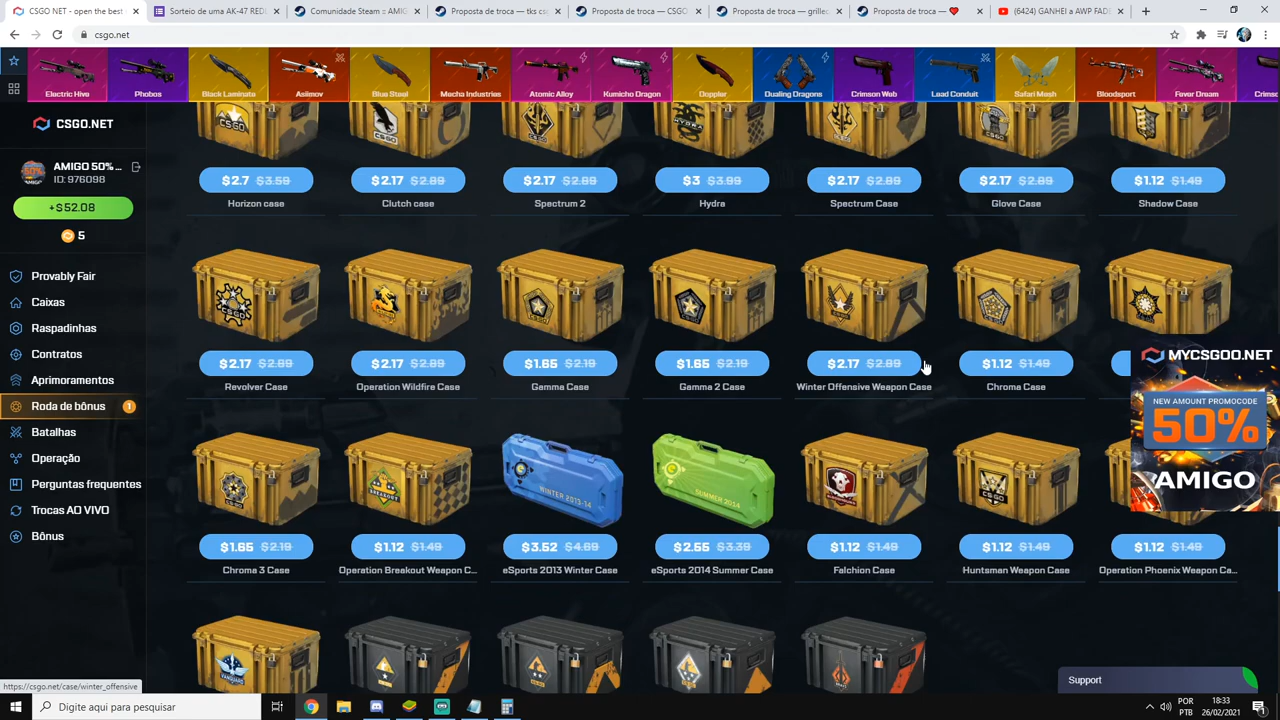 CSGO NET - open the best
Sorteio de uma AK-47 REDL
Comunidade Steam :: AMIG
Proposta de troca — tks csg
Proposta de troca — CSGO
Proposta de troca — grillec
Proposta de troca — ❤
(6424) GANHEI a AWP FADE
csgo.net
Electric Hive
Phobos
Black Laminate
Asiimov
Blue Steel
Mecha Industries
Atomic Alloy
Kumicho Dragon
Doppler
Dualing Dragons
Crimson Web
Lead Conduit
Safari Mesh
Bloodsport
Fever Dream
Crimso
CSGO.NET
AMIGO 50% ...
ID: 976098
+$52.08
5
Provably Fair
Caixas
Raspadinhas
Contratos
Aprimoramentos
Roda de bônus 1
Batalhas
Operação
Perguntas frequentes
Trocas AO VIVO
Bônus
$2.7 $3.59
$2.17 $2.89
$2.17 $2.89
$3 $3.99
$2.17 $2.89
$2.17 $2.89
$1.12 $1.49
Horizon case
Clutch case
Spectrum 2
Hydra
Spectrum Case
Glove Case
Shadow Case
$2.17 $2.89
$2.17 $2.89
$1.65 $2.19
$1.65 $2.19
$2.17 $2.89
$1.12 $1.49
Revolver Case
Operation Wildfire Case
Gamma Case
Gamma 2 Case
Winter Offensive Weapon Case
Chroma Case
MYCSGOO.NET
NEW AMOUNT PROMOCODE
50%
AMIGO
BREAKOUT
WINTER 2013-14
SUMMER 2014
$1.65 $2.19
$1.12 $1.49
$3.52 $4.69
$2.55 $3.39
$1.12 $1.49
$1.12 $1.49
$1.12 $1.49
Chroma 3 Case
Operation Breakout Weapon C...
eSports 2013 Winter Case
eSports 2014 Summer Case
Falchion Case
Huntsman Weapon Case
Operation Phoenix Weapon Ca...
VANGUARD
Support
https://csgo.net/case/winter_offensive
Digite aqui para pesquisar
POR
PTB
18:33
26/02/2021